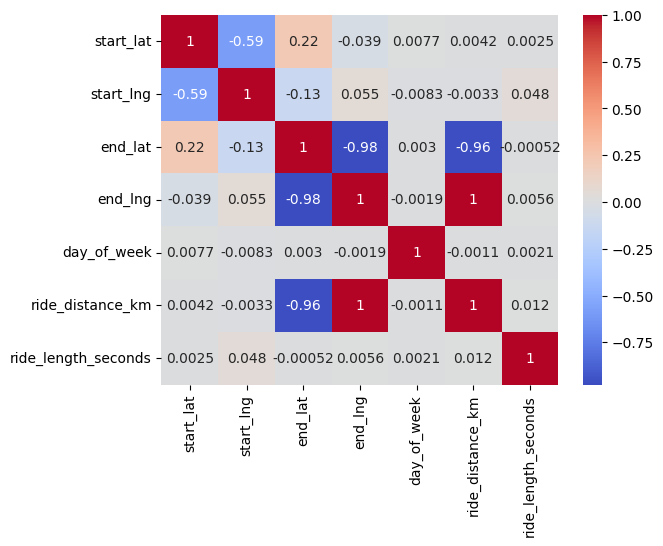 start_lat 1 -0.59 0.22 -0.039 0.0077 0.0042 0.0025
start_lng -0.59 1 -0.13 0.055 -0.0083 -0.0033 0.048
end_lat 0.22 -0.13 1 -0.98 0.003 -0.96 -0.00052
end_lng -0.039 0.055 -0.98 1 -0.0019 1 0.0056
day_of_week 0.0077 -0.0083 0.003 -0.0019 1 -0.0011 0.0021
ride_distance_km 0.0042 -0.0033 -0.96 1 -0.0011 1 0.012
ride_length_seconds 0.0025 0.048 -0.00052 0.0056 0.0021 0.012 1
start_lat
start_lng
end_lat
end_lng
day_of_week
ride_distance_km
ride_length_seconds
1.00
0.75
0.50
0.25
0.00
−0.25
−0.50
−0.75